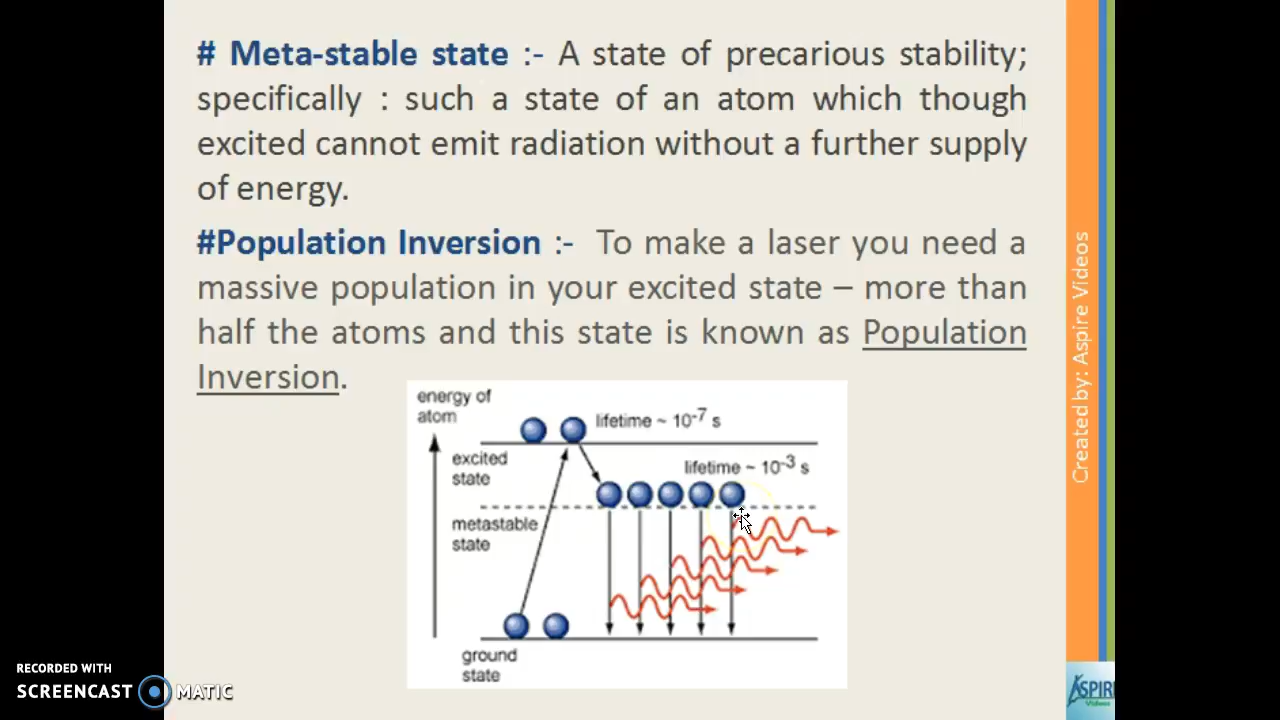 # Meta-stable state :- A state of precarious stability;
specifically : such a state of an atom which though
excited cannot emit radiation without a further supply
of energy.
#Population Inversion :- To make a laser you need a
massive population in your excited state – more than
half the atoms and this state is known as Population
Inversion.
energy of
atom
lifetime ~ 10⁻⁷ s
excited
state
lifetime ~ 10⁻³ s
metastable
state
ground
state
Created by: Aspire Videos
RECORDED WITH
SCREENCAST MATIC
ASPIRE
Videos